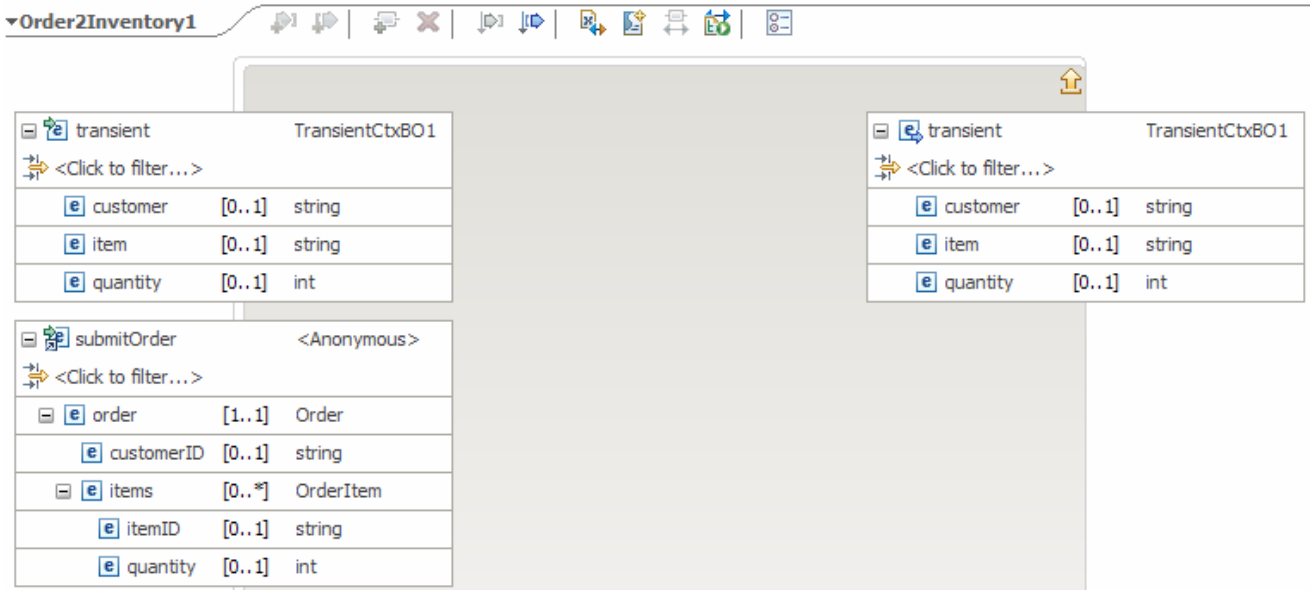 Order2Inventory1
transient TransientCtxBO1
<Click to filter...>
customer [0..1] string
item [0..1] string
quantity [0..1] int
submitOrder <Anonymous>
<Click to filter...>
order [1..1] Order
customerID [0..1] string
items [0..*] OrderItem
itemID [0..1] string
quantity [0..1] int
transient TransientCtxBO1
<Click to filter...>
customer [0..1] string
item [0..1] string
quantity [0..1] int